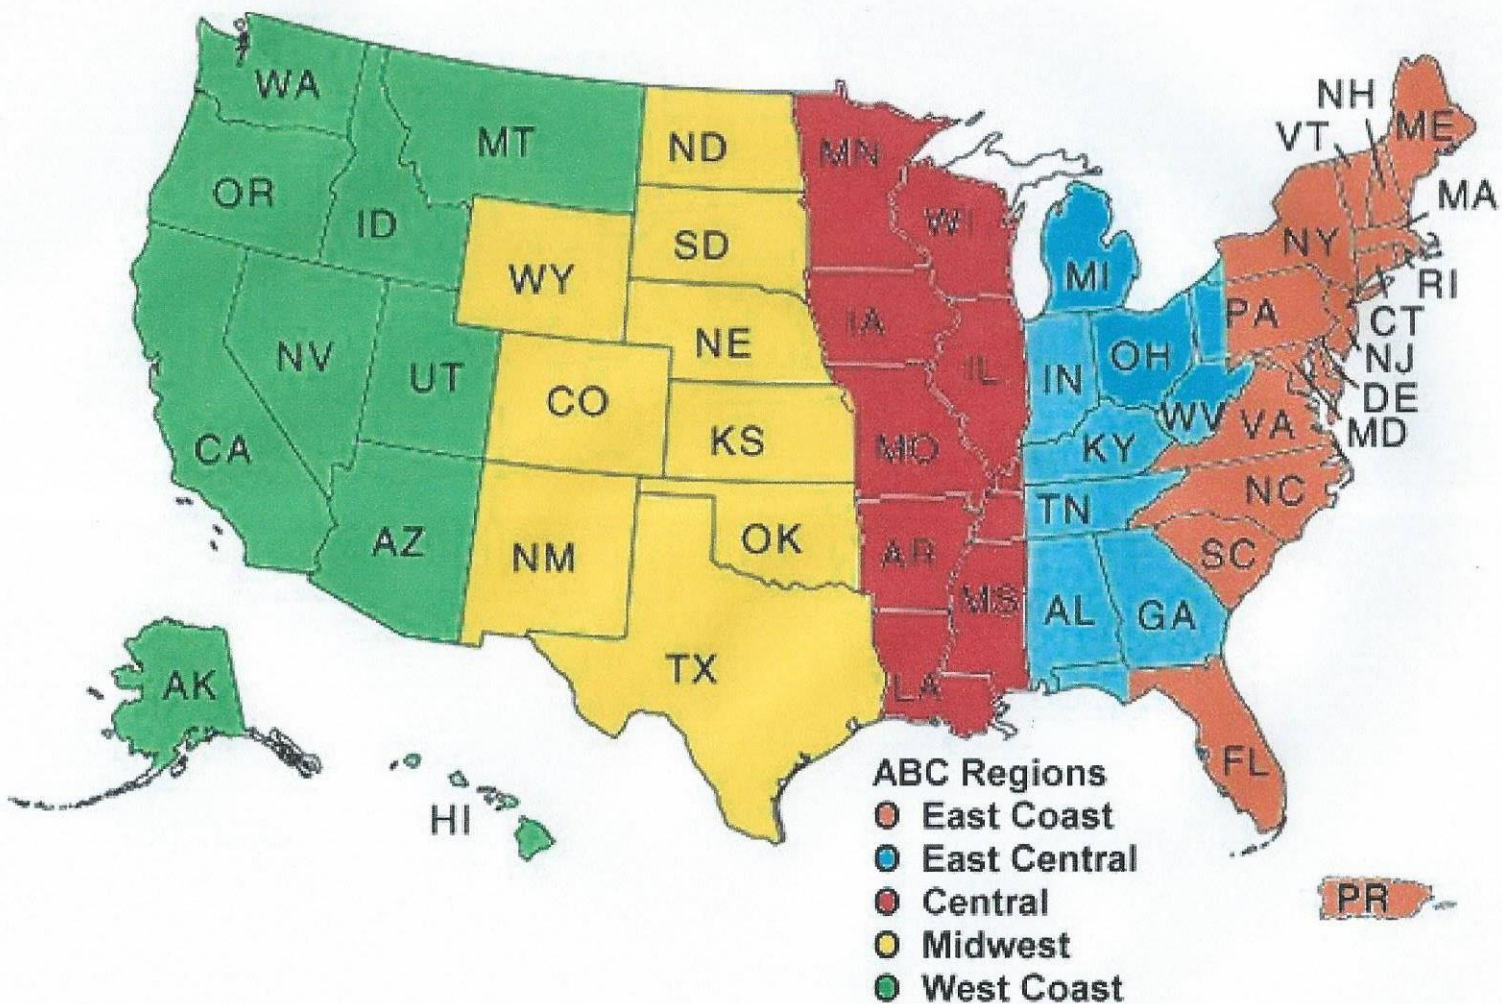 WA
MT
ND
MN
OR
ID
SD
WI
WY
MI
NH
VT
ME
MA
NY
RI
NV
UT
NE
IA
PA
CT
CA
CO
KS
IL
IN
OH
NJ
DE
MD
MO
KY
WV
VA
AZ
NM
OK
AR
TN
NC
MS
AL
GA
SC
TX
LA
FL
AK
HI
PR
ABC Regions
East Coast
East Central
Central
Midwest
West Coast